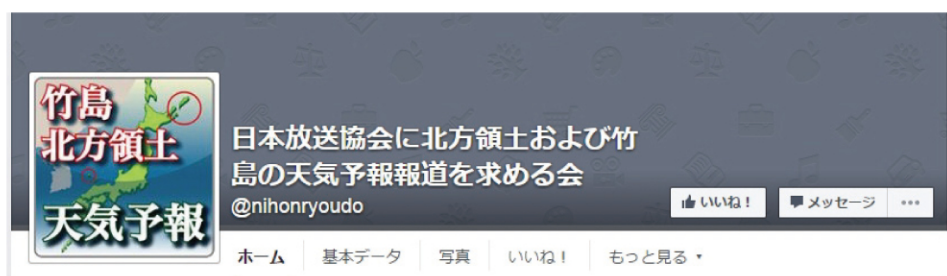 竹島
北方領土
天気予報
日本放送協会に北方領土および竹
島の天気予報報道を求める会
@nihonryoudo
いいね！ メッセージ •••
ホーム 基本データ 写真 いいね！ もっと見る